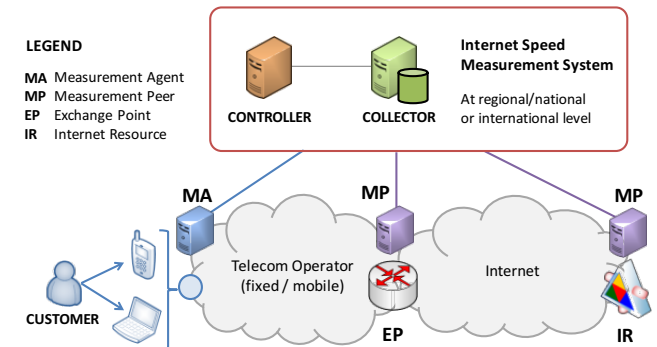 LEGEND
MA Measurement Agent
MP Measurement Peer
EP Exchange Point
IR Internet Resource
CONTROLLER
COLLECTOR
Internet Speed
Measurement System
At regional/national
or international level
MA
MP
MP
Telecom Operator
(fixed / mobile)
Internet
CUSTOMER
EP
IR